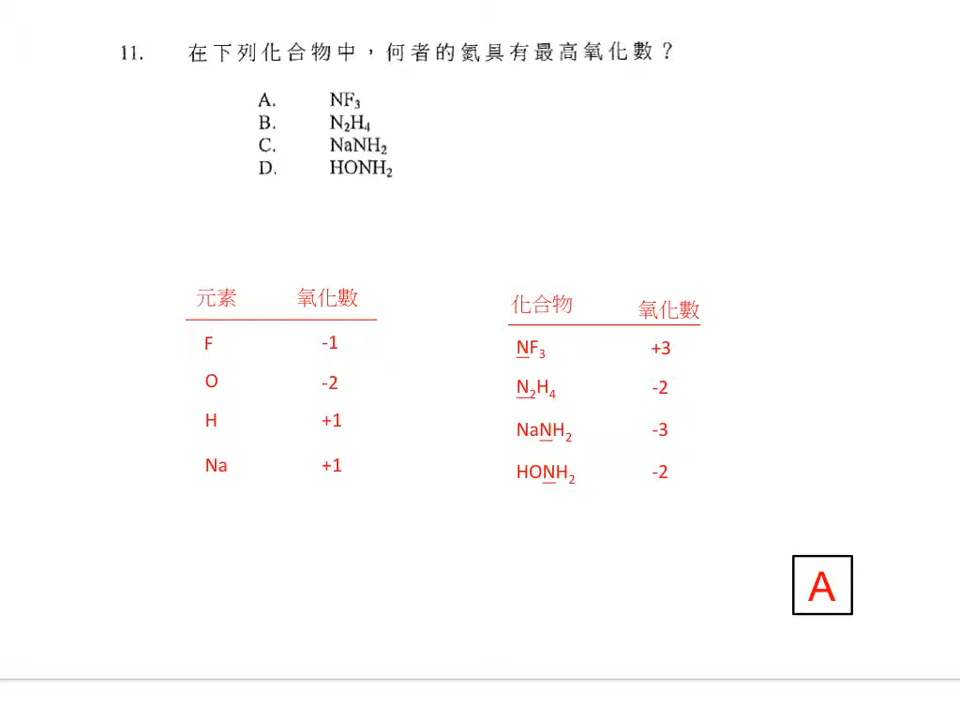 11. 在下列化合物中，何者的氮具有最高氧化數？
A. NF₃
B. N₂H₄
C. NaNH₂
D. HONH₂
元素 氧化數
F -1
O -2
H +1
Na +1
化合物 氧化數
NF₃ +3
N₂H₄ -2
NaNH₂ -3
HONH₂ -2
A